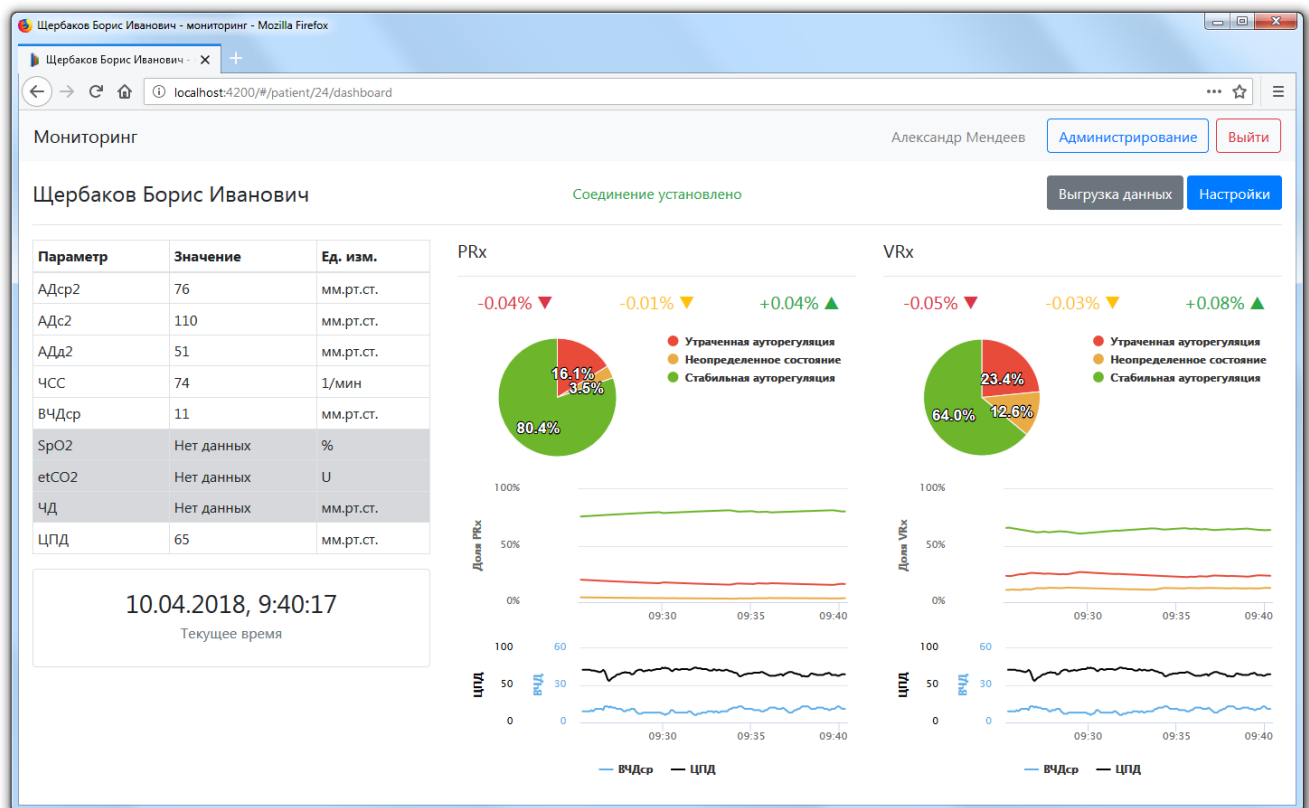 Щербаков Борис Иванович - мониторинг - Mozilla Firefox
Щербаков Борис Иванович -
localhost:4200/#/patient/24/dashboard
Мониторинг Александр Мендеев Администрирование Выйти
Щербаков Борис Иванович Соединение установлено Выгрузка данных Настройки
Параметр Значение Ед. изм.
АДср2 76 мм.рт.ст.
АДс2 110 мм.рт.ст.
АДд2 51 мм.рт.ст.
ЧСС 74 1/мин
ВЧДср 11 мм.рт.ст.
SpO2 Нет данных %
etCO2 Нет данных U
ЧД Нет данных мм.рт.ст.
ЦПД 65 мм.рт.ст.
10.04.2018, 9:40:17
Текущее время
PRx
-0.04% ▼ -0.01% ▼ +0.04% ▲
Утраченная ауторегуляция
Неопределенное состояние
Стабильная ауторегуляция
16.1%
3.5%
80.4%
100%
50%
0%
Доля PRx
09:30 09:35 09:40
100 60
50 30
0 0
ЦПД ВЧД
09:30 09:35 09:40
ВЧДср ЦПД
VRx
-0.05% ▼ -0.03% ▼ +0.08% ▲
Утраченная ауторегуляция
Неопределенное состояние
Стабильная ауторегуляция
23.4%
12.6%
64.0%
100%
50%
0%
Доля VRx
09:30 09:35 09:40
100 60
50 30
0 0
ЦПД ВЧД
09:30 09:35 09:40
ВЧДср ЦПД